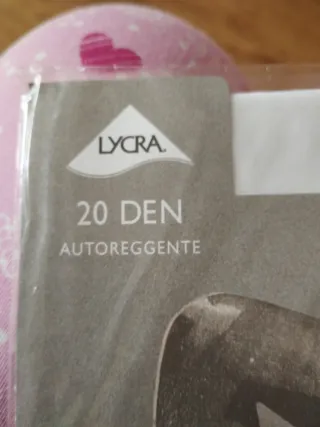 LYCRA.
20 DEN
AUTOREGGENTE